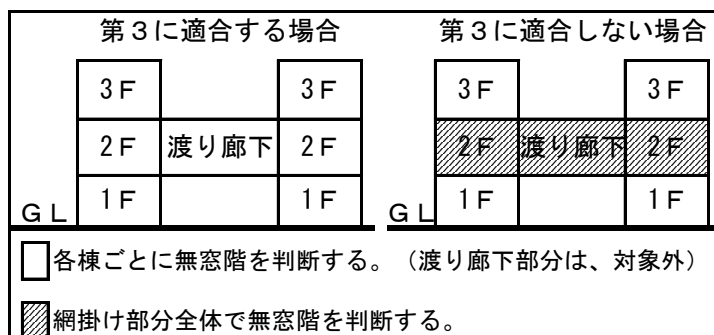 第3に適合する場合　第3に適合しない場合
3F　3F　3F　3F
2F　渡り廊下　2F　2F　渡り廊下　2F
1F　1F　1F　1F
GL　GL
各棟ごとに無窓階を判断する。（渡り廊下部分は、対象外）
網掛け部分全体で無窓階を判断する。